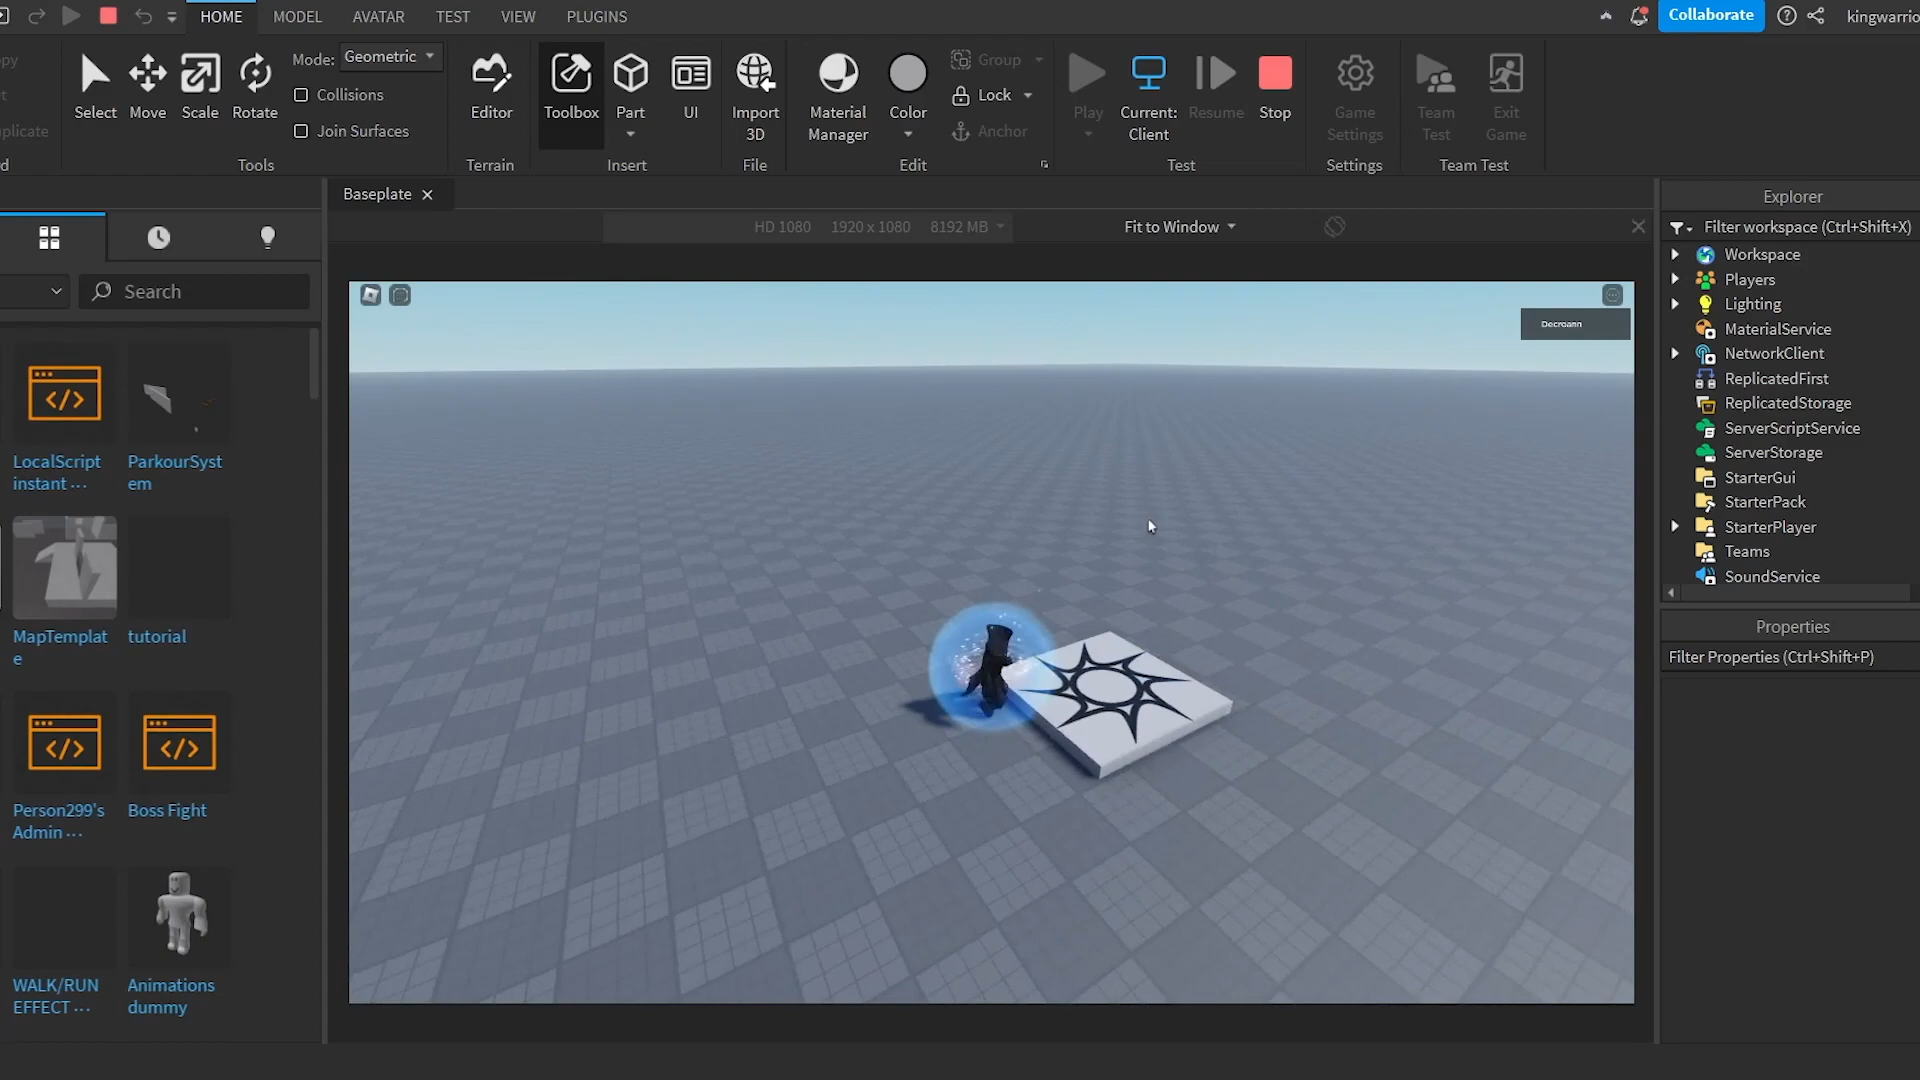 HOME MODEL AVATAR TEST VIEW PLUGINS
Collaborate
kingwarrio
opy
t
uplicate
d
Select Move Scale Rotate
Mode: Geometric
Collisions
Join Surfaces
Tools
Editor
Terrain
Toolbox
Part
UI
Insert
Import
3D
File
Material
Manager
Color
Group
Lock
Anchor
Edit
Play
Current:
Client
Resume
Stop
Test
Game
Settings
Settings
Team
Test
Exit
Game
Team Test
Baseplate
HD 1080 1920 x 1080 8192 MB
Fit to Window
Search
LocalScript
instant ...
ParkourSyst
em
MapTemplat
e
tutorial
Person299's
Admin ...
Boss Fight
WALK/RUN
EFFECT ...
Animations
dummy
Decroann
Explorer
Filter workspace (Ctrl+Shift+X)
Workspace
Players
Lighting
MaterialService
NetworkClient
ReplicatedFirst
ReplicatedStorage
ServerScriptService
ServerStorage
StarterGui
StarterPack
StarterPlayer
Teams
SoundService
Properties
Filter Properties (Ctrl+Shift+P)